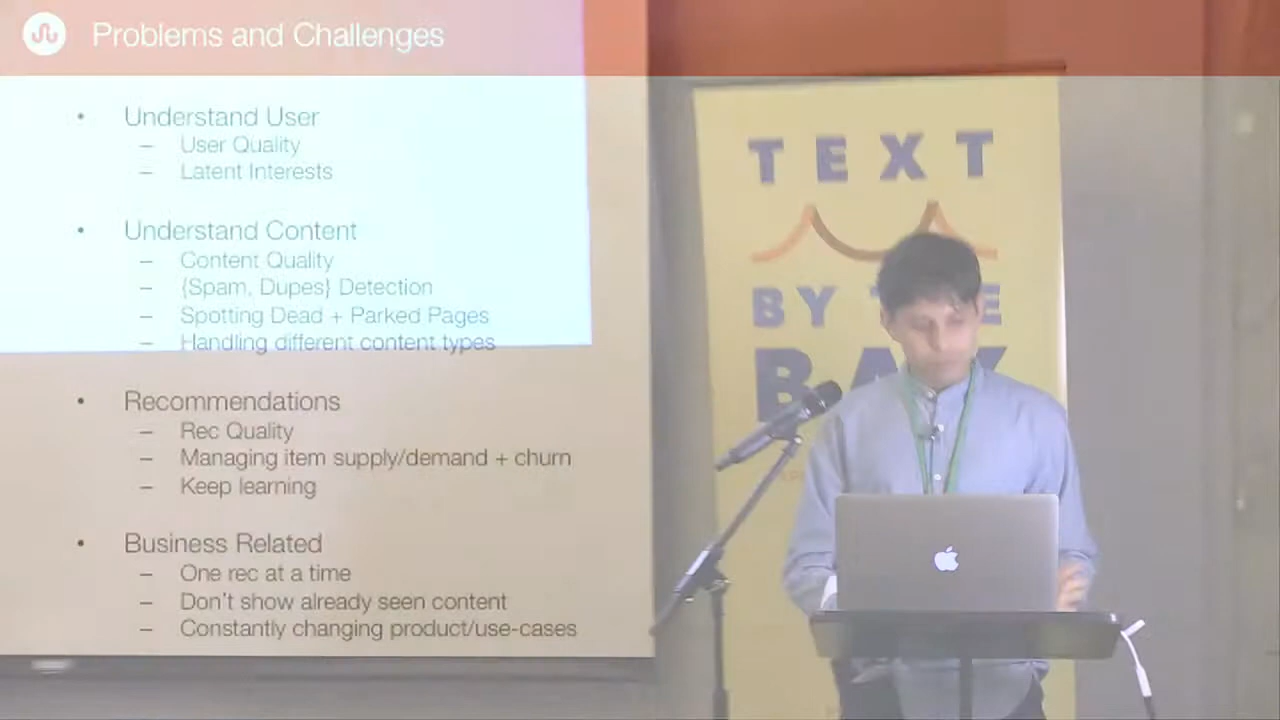 Problems and Challenges
• Understand User
– User Quality
– Latent Interests
• Understand Content
– Content Quality
– {Spam, Dupes} Detection
– Spotting Dead + Parked Pages
– Handling different content types
• Recommendations
– Rec Quality
– Managing item supply/demand + churn
– Keep learning
• Business Related
– One rec at a time
– Don't show already seen content
– Constantly changing product/use-cases
TEXT
BY THE
BAY